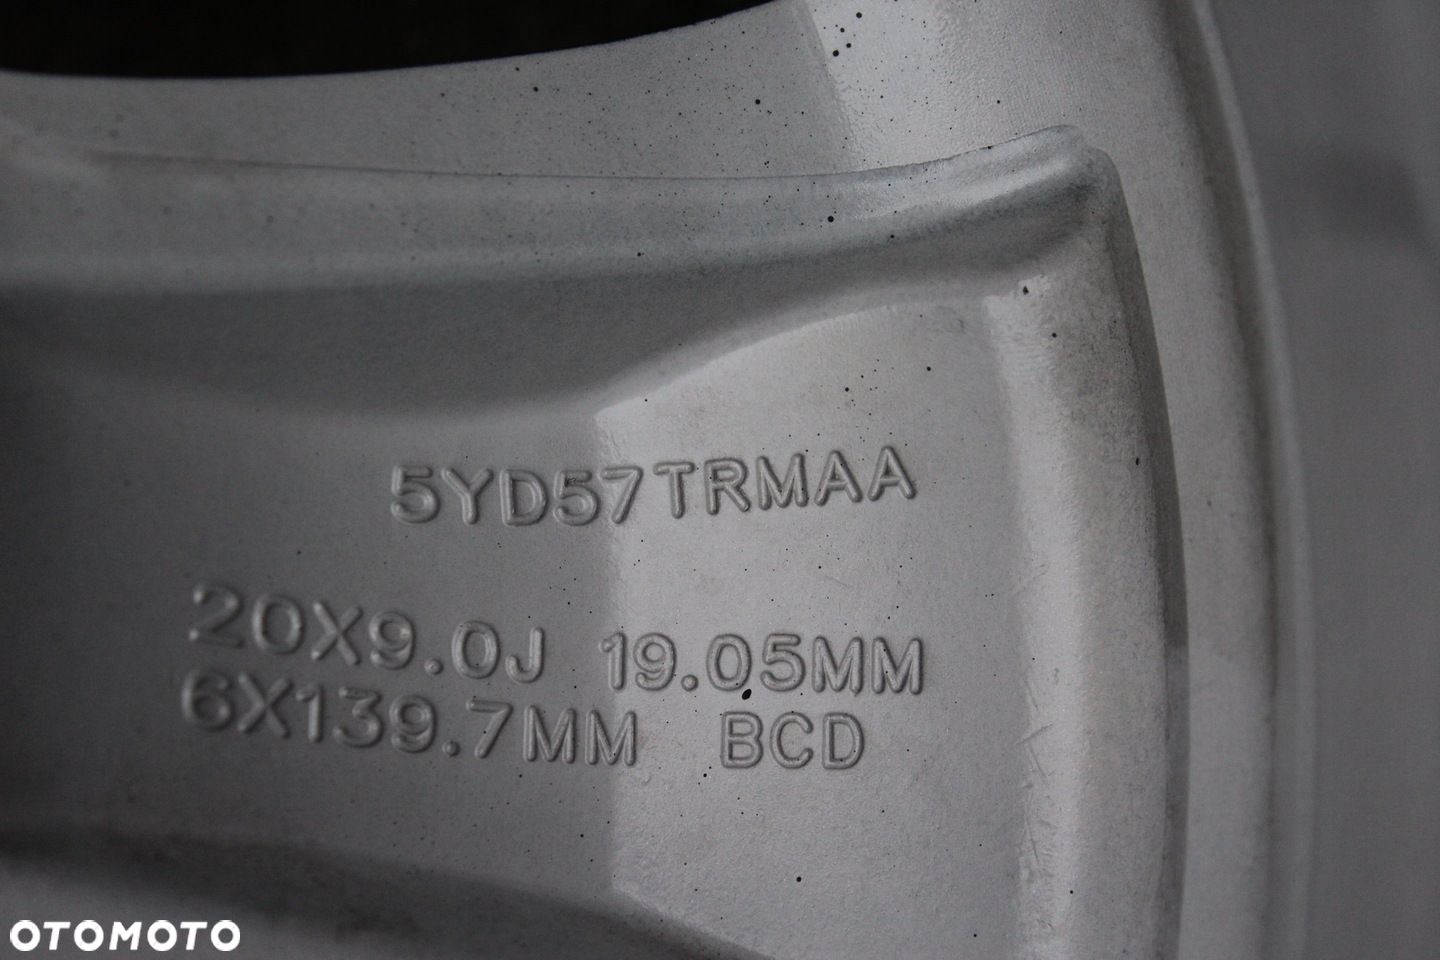 5YD57TRMAA
20X9.0J 19.05MM
6X139.7MM BCD
OTOMOTO